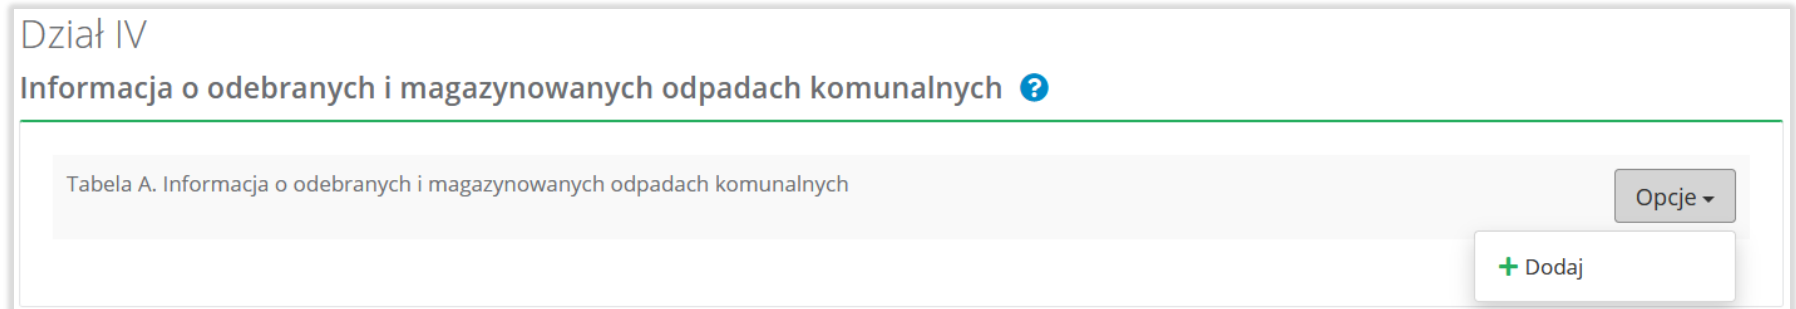 Dział IV
Informacja o odebranych i magazynowanych odpadach komunalnych ?
Tabela A. Informacja o odebranych i magazynowanych odpadach komunalnych
Opcje
Dodaj